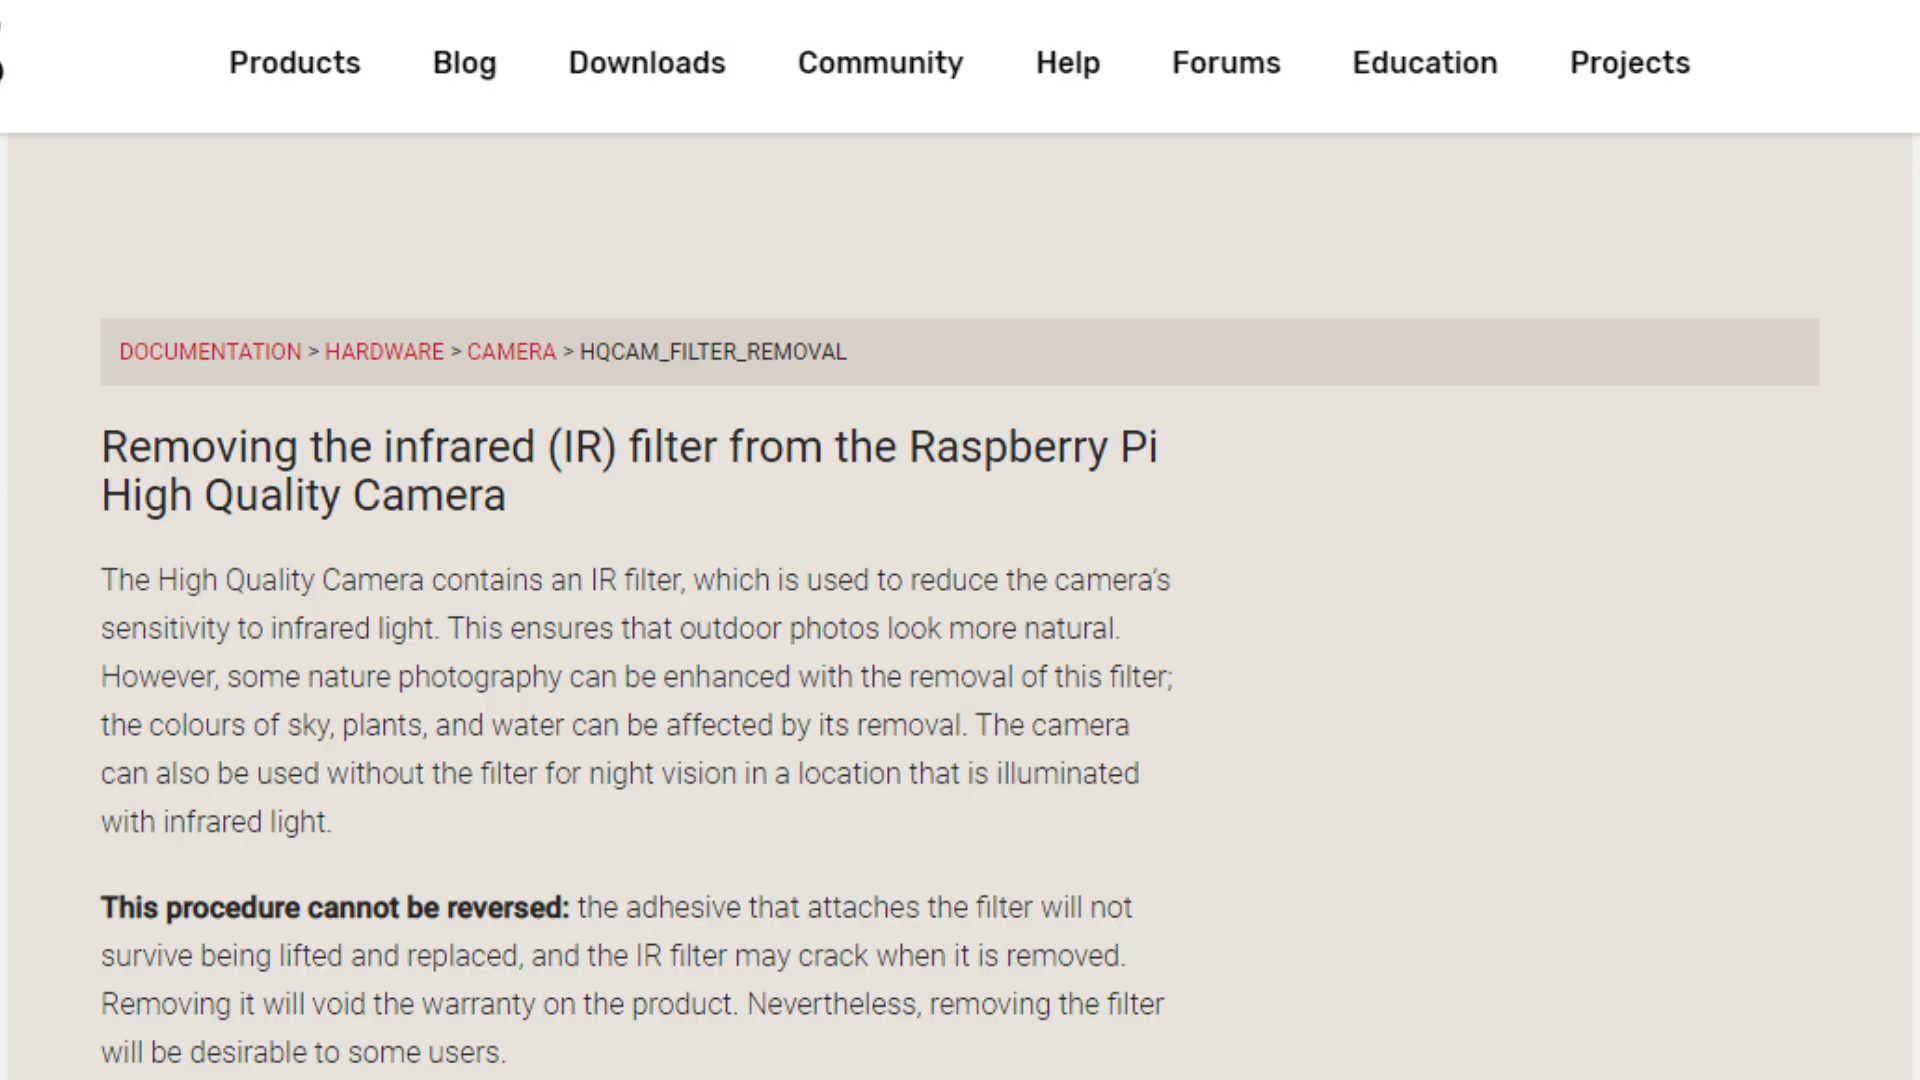 Products Blog Downloads Community Help Forums Education Projects
DOCUMENTATION > HARDWARE > CAMERA > HQCAM_FILTER_REMOVAL
Removing the infrared (IR) filter from the Raspberry Pi
High Quality Camera
The High Quality Camera contains an IR filter, which is used to reduce the camera's
sensitivity to infrared light. This ensures that outdoor photos look more natural.
However, some nature photography can be enhanced with the removal of this filter;
the colours of sky, plants, and water can be affected by its removal. The camera
can also be used without the filter for night vision in a location that is illuminated
with infrared light.
This procedure cannot be reversed: the adhesive that attaches the filter will not
survive being lifted and replaced, and the IR filter may crack when it is removed.
Removing it will void the warranty on the product. Nevertheless, removing the filter
will be desirable to some users.